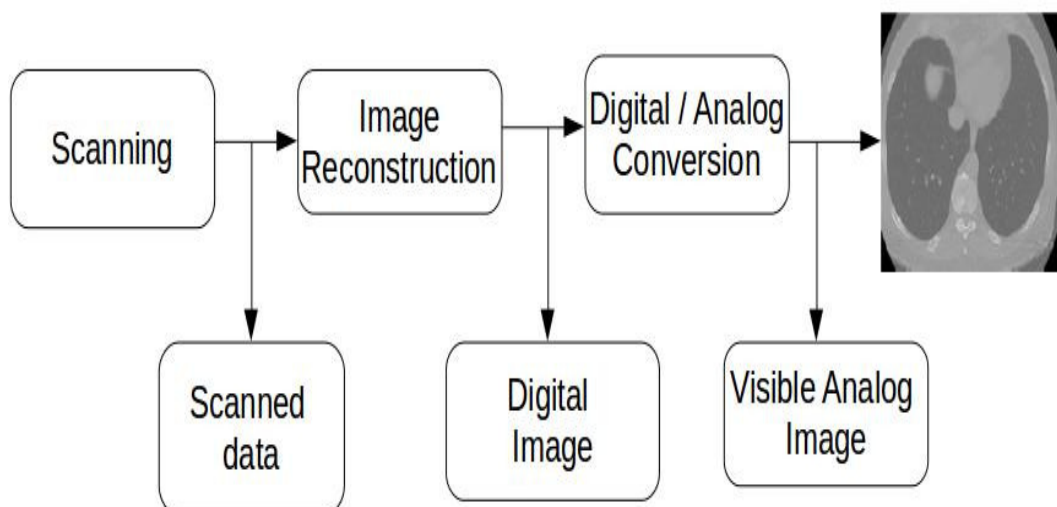 Scanning
Image
Reconstruction
Digital / Analog
Conversion
Scanned
data
Digital
Image
Visible Analog
Image